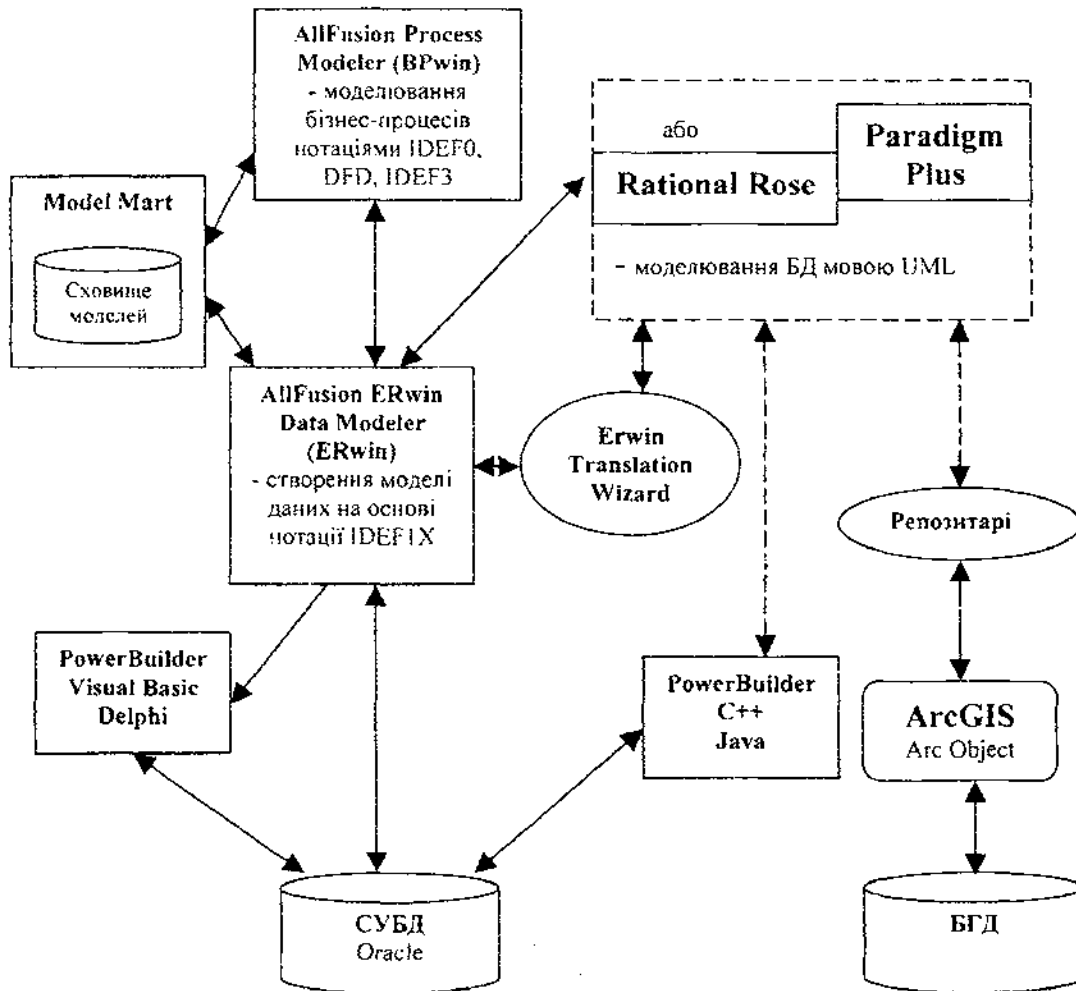 AllFusion Process
Modeler (BPwin)
- моделювання
бізнес-процесів
нотаціями IDEF0,
DFD, IDEF3
або
Paradigm
Plus
Rational Rose
- моделювання БД мовою UML
Model Mart
Сховище
моделей
AllFusion ERwin
Data Modeler
(ERwin)
- створення моделі
даних на основі
нотації IDEF1X
Erwin
Translation
Wizard
Репозитарі
PowerBuilder
Visual Basic
Delphi
PowerBuilder
C++
Java
ArcGIS
Arc Object
СУБД
Oracle
БГД